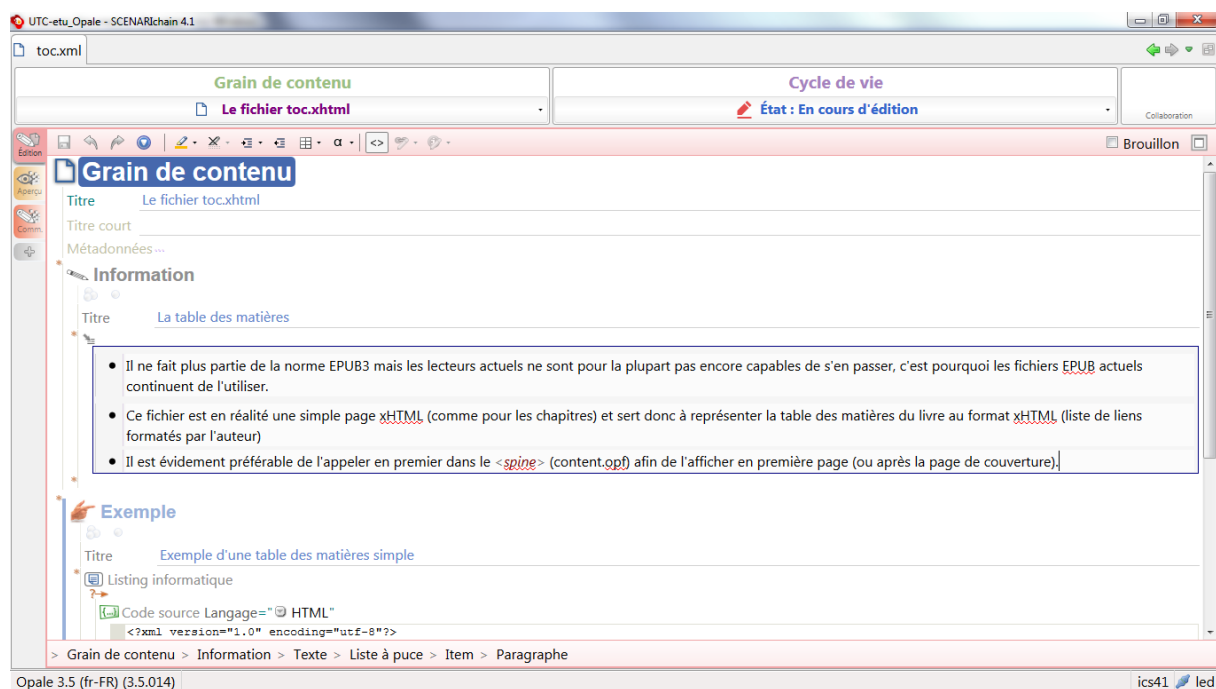 UTC-etu_Opale - SCENARIchain 4.1
toc.xml
Grain de contenu
Cycle de vie
Le fichier toc.xhtml
État : En cours d'édition
Collaboration
Édition
Brouillon
α
<>
Grain de contenu
Aperçu
Titre Le fichier toc.xhtml
Comm.
Titre court
Métadonnées ...
Information
Titre La table des matières
Il ne fait plus partie de la norme EPUB3 mais les lecteurs actuels ne sont pour la plupart pas encore capables de s'en passer, c'est pourquoi les fichiers EPUB actuels
continuent de l'utiliser.
Ce fichier est en réalité une simple page xHTML (comme pour les chapitres) et sert donc à représenter la table des matières du livre au format xHTML (liste de liens
formatés par l'auteur)
Il est évidement préférable de l'appeler en premier dans le <spine> (content.opf) afin de l'afficher en première page (ou après la page de couverture).
Exemple
Titre Exemple d'une table des matières simple
Listing informatique
Code source Langage=" HTML"
<?xml version="1.0" encoding="utf-8"?>
> Grain de contenu > Information > Texte > Liste à puce > Item > Paragraphe
Opale 3.5 (fr-FR) (3.5.014)
ics41 led